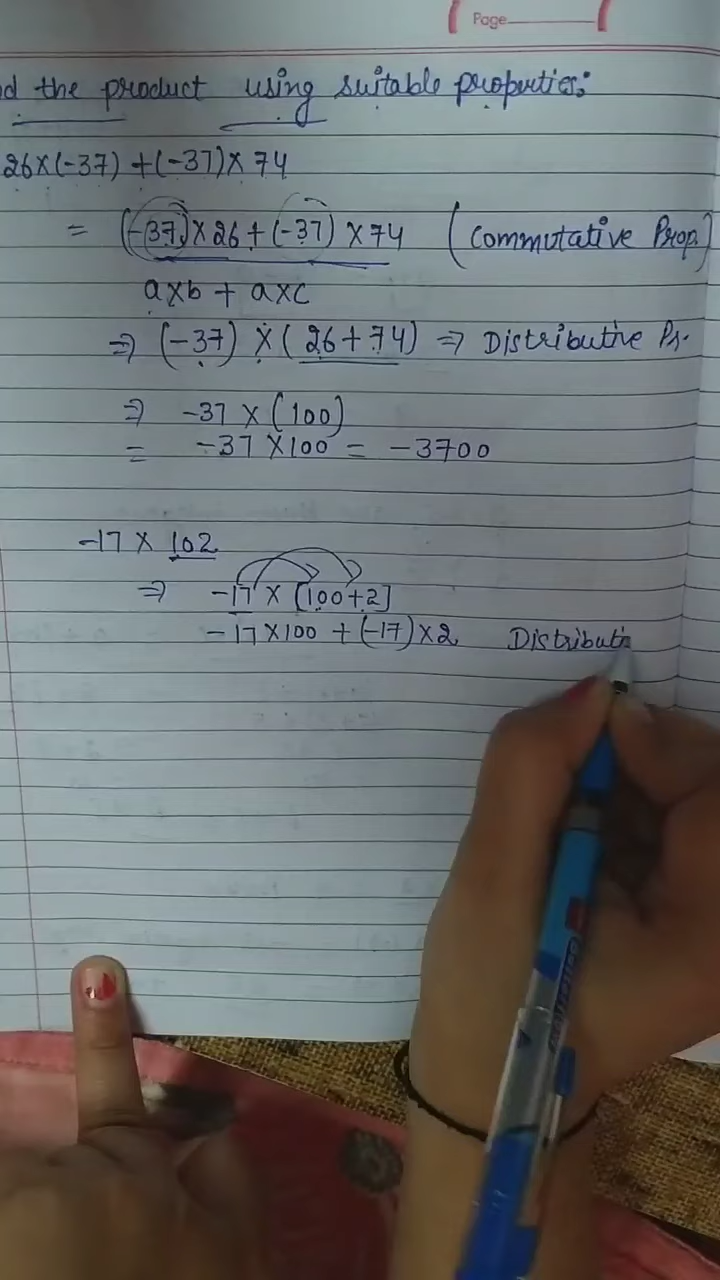 Page
the product using suitable properties:
26×(-37) +(-37)× 74
= (-37)×26+(-37) ×74 (Commutative Prop.)
a×b + a×c
⇒ (-37) ×(26+74) ⇒ Distributive Pr.
⇒ -37 ×(100)
= -37 ×100 = -3700
-17 × 102
⇒ -17 × [100+2]
-17×100 +(-17)×2 Distributi